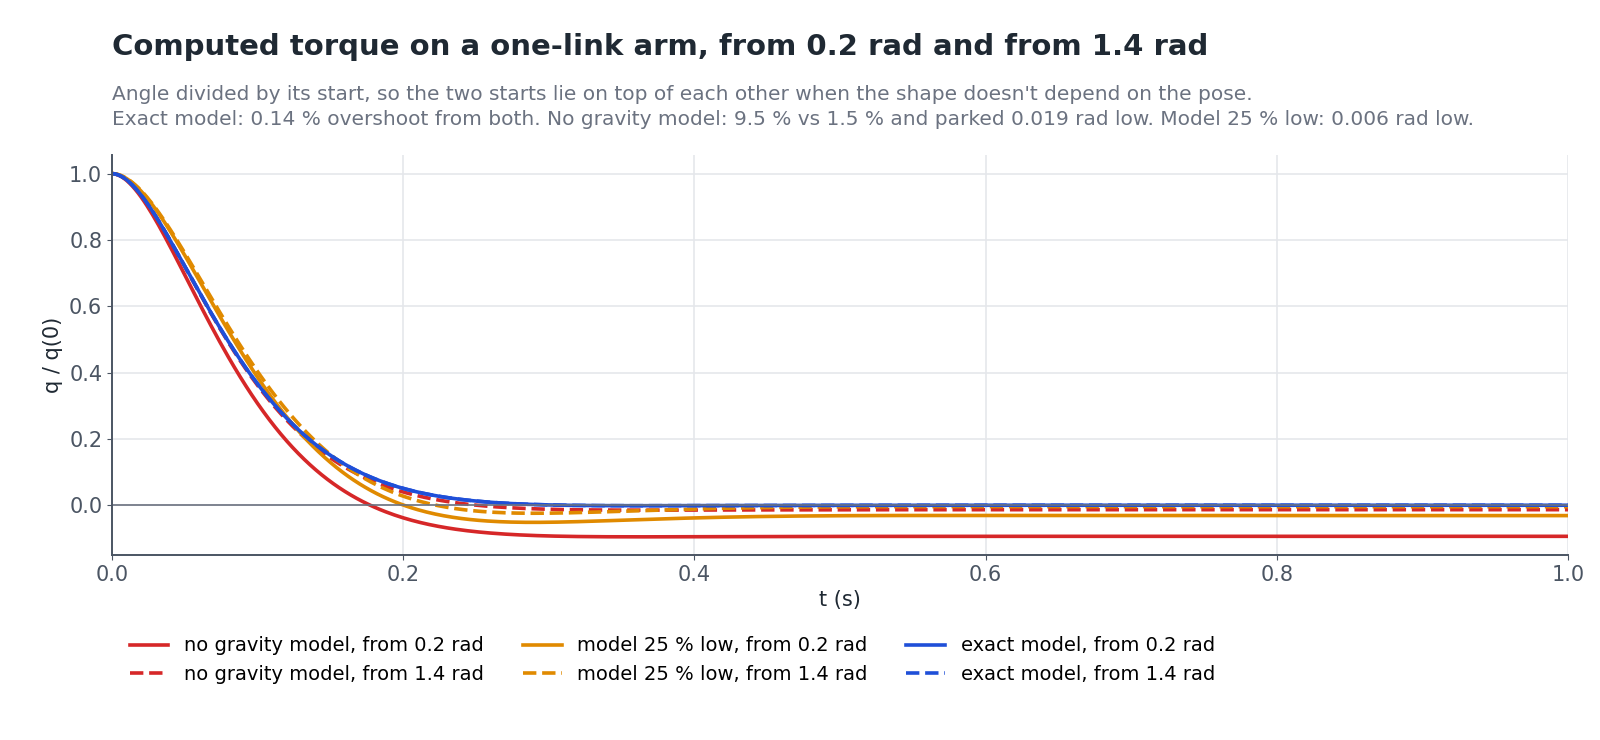 Computed torque on a one-link arm, from 0.2 rad and from 1.4 rad
Angle divided by its start, so the two starts lie on top of each other when the shape doesn't depend on the pose.
Exact model: 0.14 % overshoot from both. No gravity model: 9.5 % vs 1.5 % and parked 0.019 rad low. Model 25 % low: 0.006 rad low.
q / q(0)
1.0
0.8
0.6
0.4
0.2
0.0
0.0 0.2 0.4 0.6 0.8 1.0
t (s)
no gravity model, from 0.2 rad model 25 % low, from 0.2 rad exact model, from 0.2 rad
no gravity model, from 1.4 rad model 25 % low, from 1.4 rad exact model, from 1.4 rad